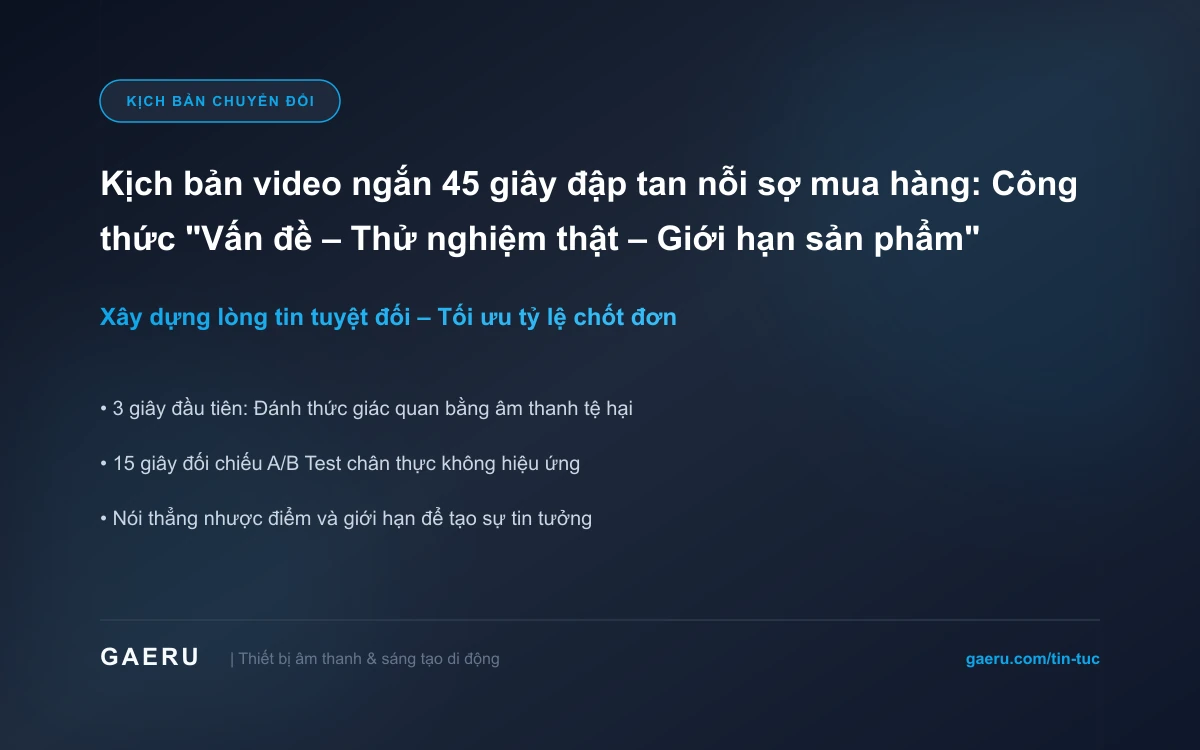 KỊCH BẢN CHUYỂN ĐỔI
Kịch bản video ngắn 45 giây đập tan nỗi sợ mua hàng: Công
thức "Vấn đề – Thử nghiệm thật – Giới hạn sản phẩm"
Xây dựng lòng tin tuyệt đối – Tối ưu tỷ lệ chốt đơn
• 3 giây đầu tiên: Đánh thức giác quan bằng âm thanh tệ hại
• 15 giây đối chiếu A/B Test chân thực không hiệu ứng
• Nói thẳng nhược điểm và giới hạn để tạo sự tin tưởng
GAERU | Thiết bị âm thanh & sáng tạo di động
gaeru.com/tin-tuc